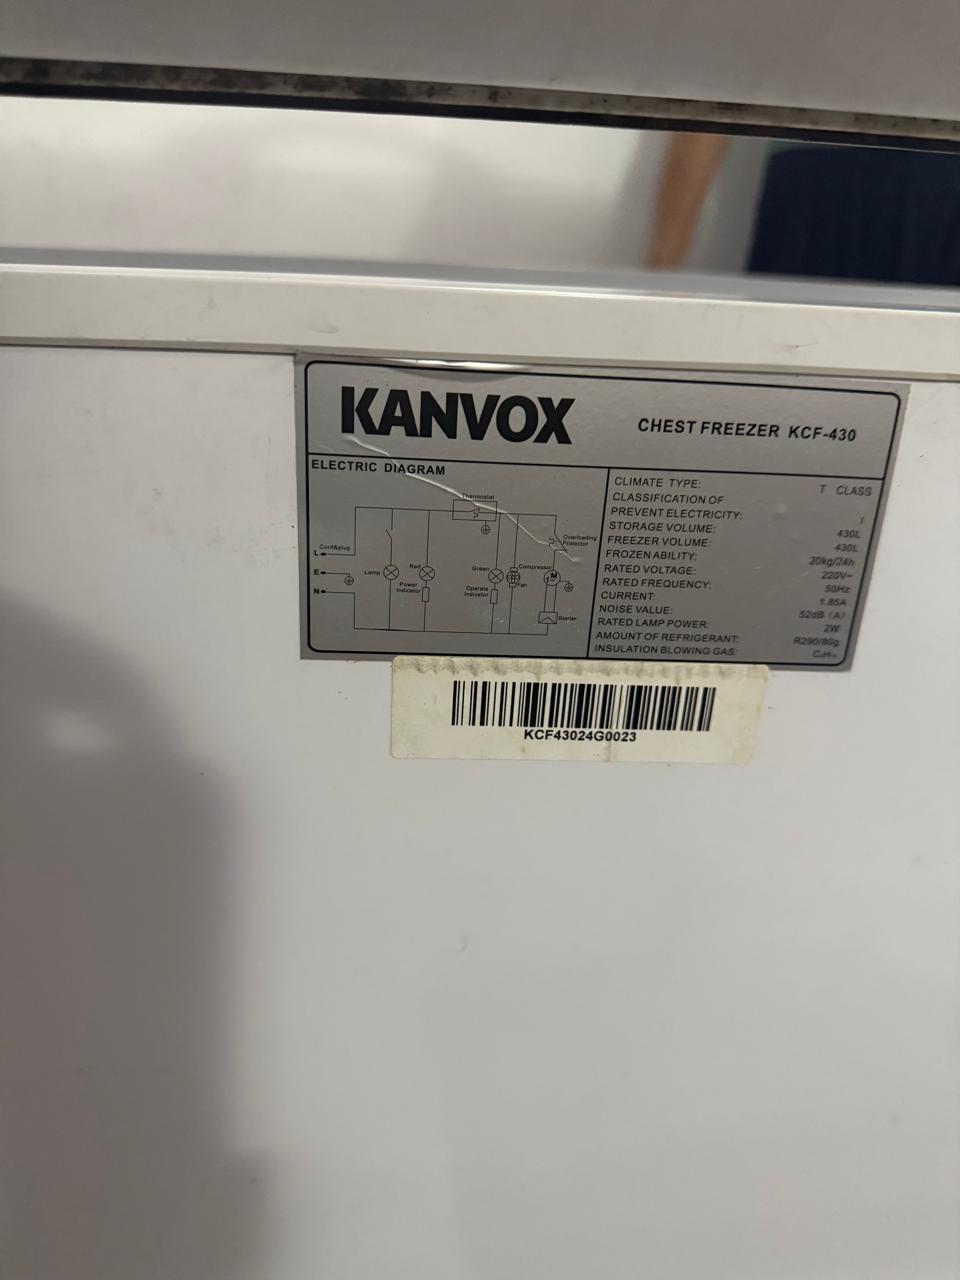 KANVOX
CHEST FREEZER KCF-430
ELECTRIC DIAGRAM
Thermostat
Cord&plug
L
E
N
Lamp
Red
Power
Indicator
Green
Operate
Indicator
Fan
Compressor
M
1~
Overloading
Protector
Starter
CLIMATE TYPE: T CLASS
CLASSIFICATION OF
PREVENT ELECTRICITY: I
STORAGE VOLUME: 430L
FREEZER VOLUME: 430L
FROZEN ABILITY: 20kg/24h
RATED VOLTAGE: 220V~
RATED FREQUENCY: 50Hz
CURRENT: 1.85A
NOISE VALUE: 52dB (A)
RATED LAMP POWER: 2W
AMOUNT OF REFRIGERANT: R290/80g
INSULATION BLOWING GAS:
KCF43024G0023